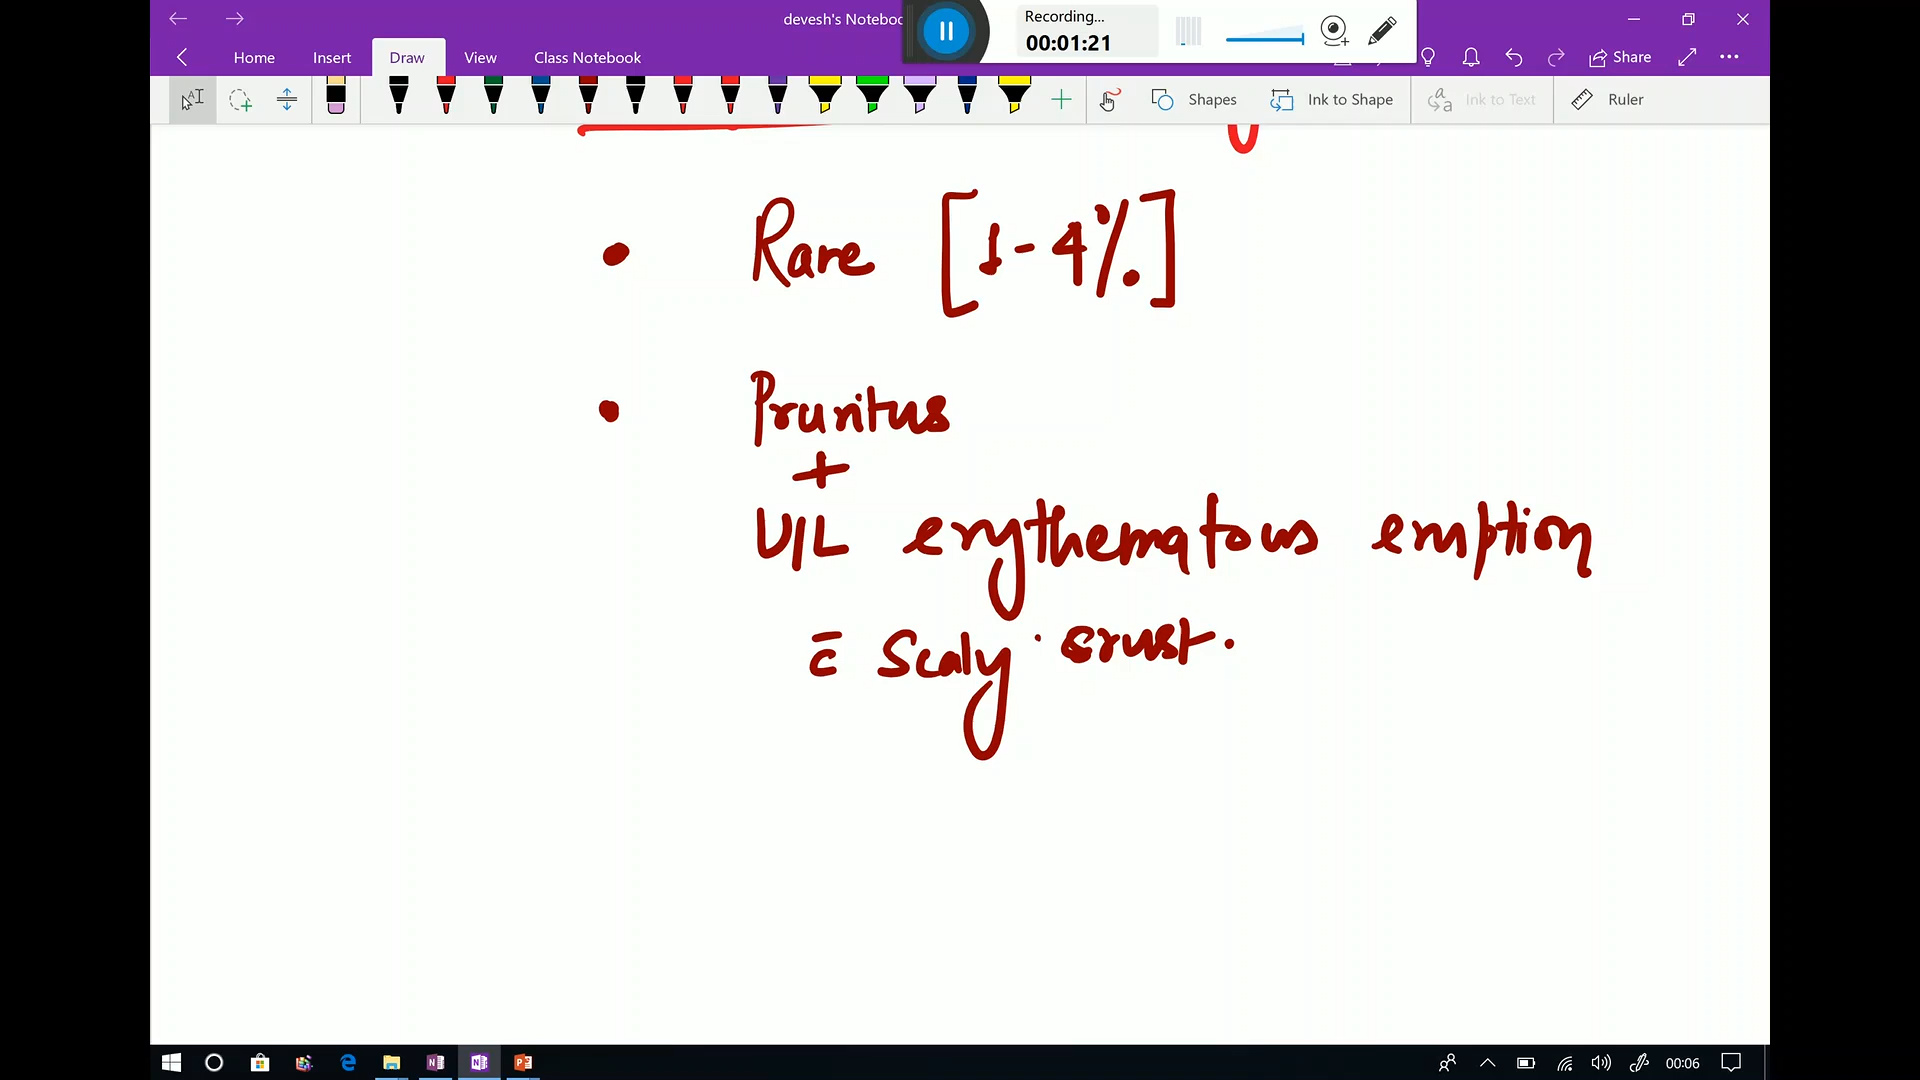 devesh's Noteboo
Recording...
00:01:21
Home Insert Draw View Class Notebook Share
Shapes Ink to Shape Ink to Text Ruler
• Rare [1-4%]
• Pruritus
+
U/L erythematous eruption
c̄ Scaly crust.
00:06